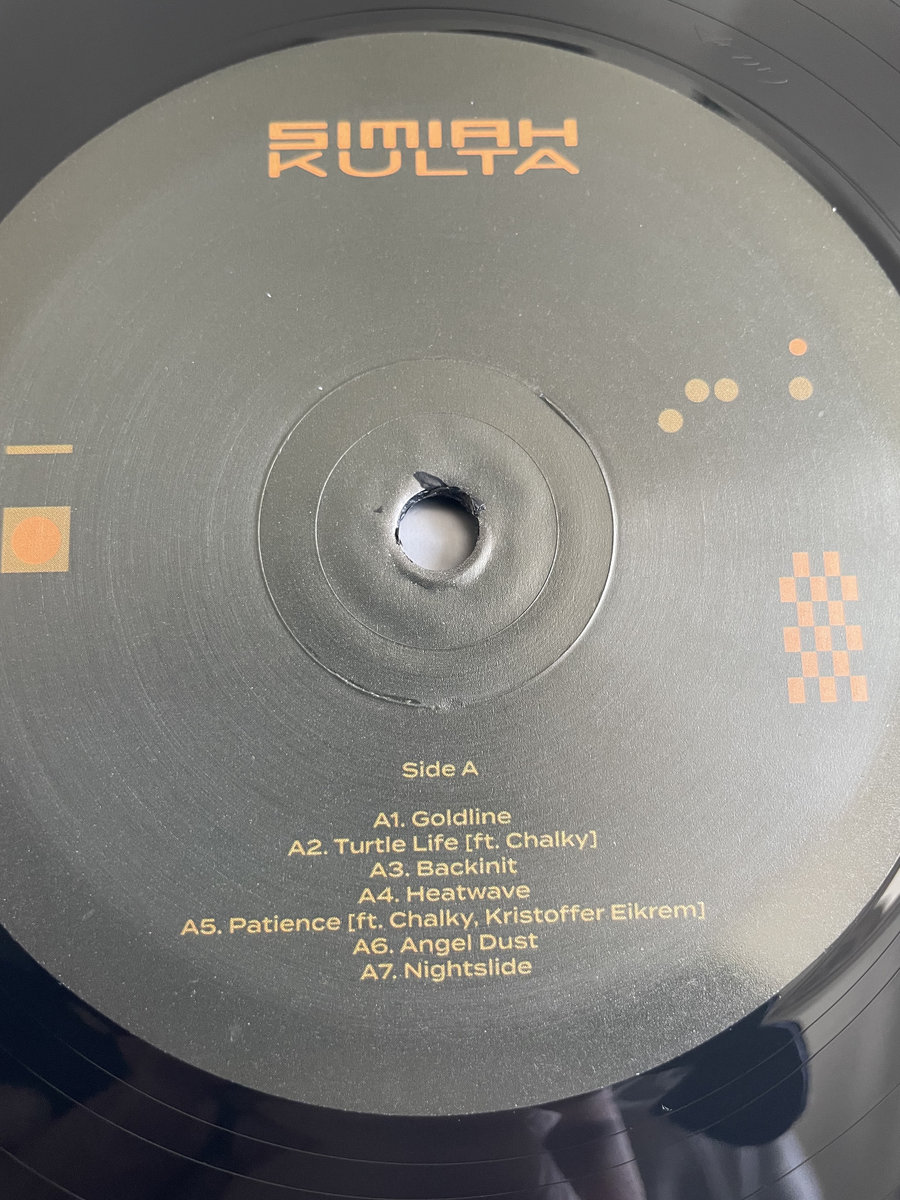 SIMIAH
KULTA
Side A
A1. Goldline
A2. Turtle Life [ft. Chalky]
A3. Backinit
A4. Heatwave
A5. Patience [ft. Chalky, Kristoffer Eikrem]
A6. Angel Dust
A7. Nightslide